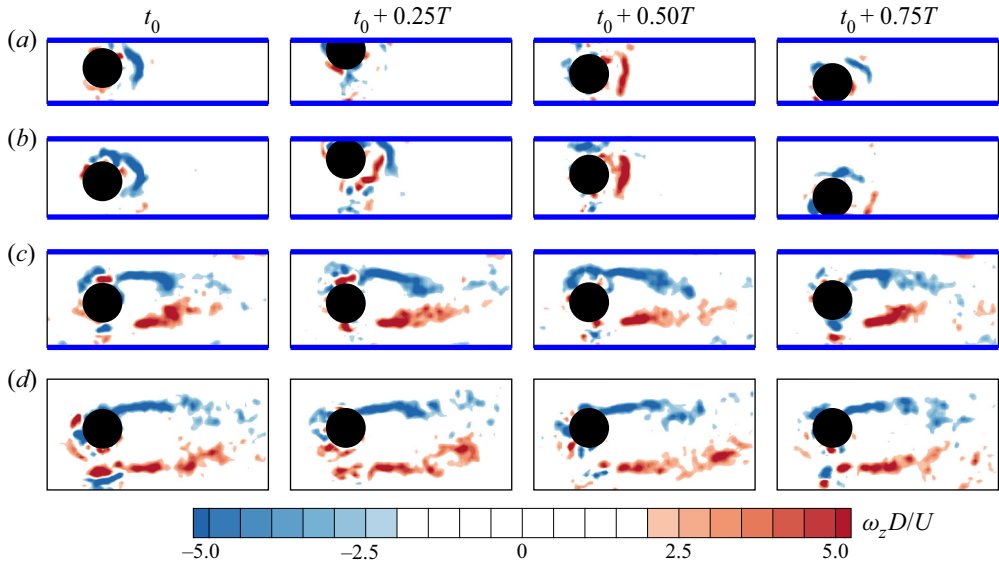 t₀ t₀ + 0.25T t₀ + 0.50T t₀ + 0.75T
(a)
(b)
(c)
(d)
ω_z D/U
–5.0 –2.5 0 2.5 5.0